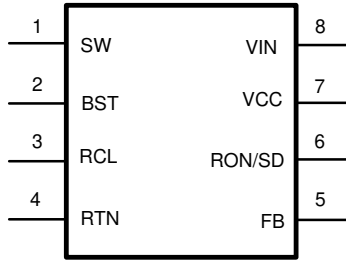 1 SW VIN 8
2 BST VCC 7
3 RCL RON/SD 6
4 RTN FB 5